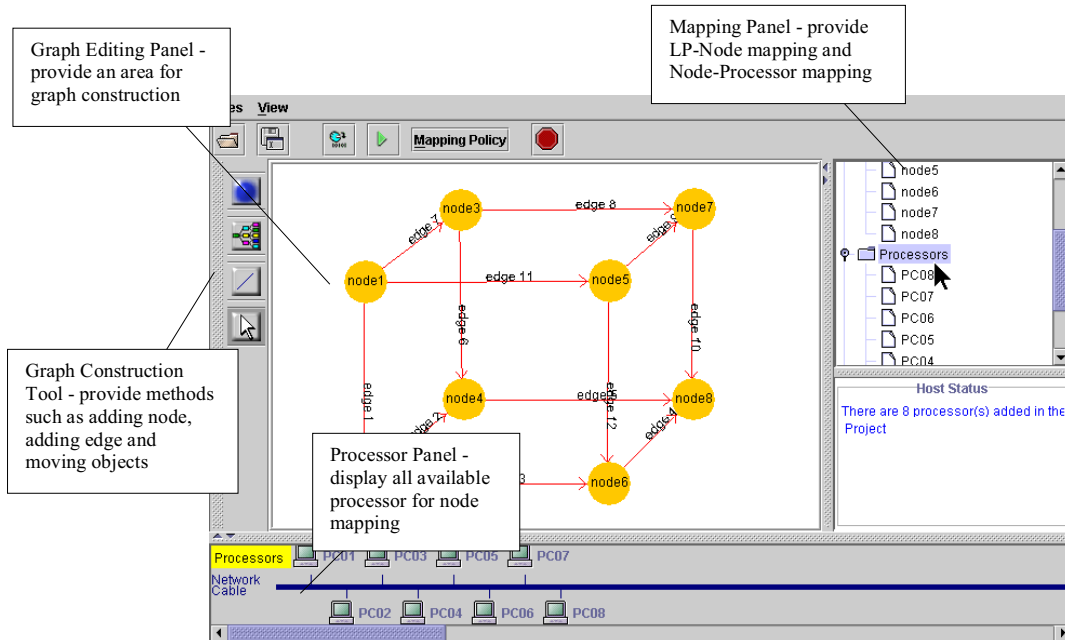 Graph Editing Panel -
provide an area for
graph construction
Mapping Panel - provide
LP-Node mapping and
Node-Processor mapping
es View
Mapping Policy
node3
node7
node1
node5
node4
node8
node6
edge 7
edge 8
edge 11
edge 6
edge 10
edge 1
edge 12
edge 4
3
node5
node6
node7
node8
Processors
PC08
PC07
PC06
PC05
PC04
Host Status
There are 8 processor(s) added in the
Project
Graph Construction
Tool - provide methods
such as adding node,
adding edge and
moving objects
Processor Panel -
display all available
processor for node
mapping
Processors
PC01
PC03
PC05
PC07
Network
Cable
PC02
PC04
PC06
PC08